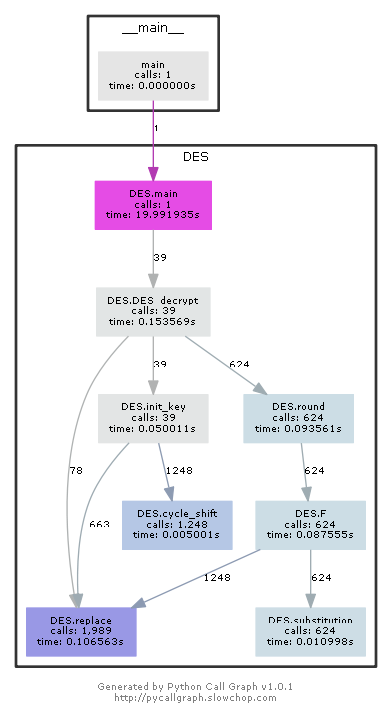 __main__
main
calls: 1
time: 0.000000s
1
DES
DES.main
calls: 1
time: 19.991935s
39
DES.DES_decrypt
calls: 39
time: 0.153569s
39
624
DES.init_key
calls: 39
time: 0.050011s
DES.round
calls: 624
time: 0.093561s
78
1248
624
663
DES.cycle_shift
calls: 1,248
time: 0.005001s
DES.F
calls: 624
time: 0.087555s
1248
624
DES.replace
calls: 1,989
time: 0.106563s
DES.substitution
calls: 624
time: 0.010998s
Generated by Python Call Graph v1.0.1
http://pycallgraph.slowchop.com